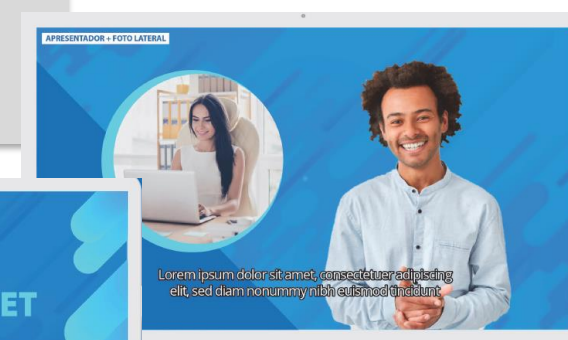 APRESENTADOR + FOTO LATERAL
Lorem ipsum dolor sit amet, consectetuer adipiscing
elit, sed diam nonummy nibh euismod tincidunt
ET